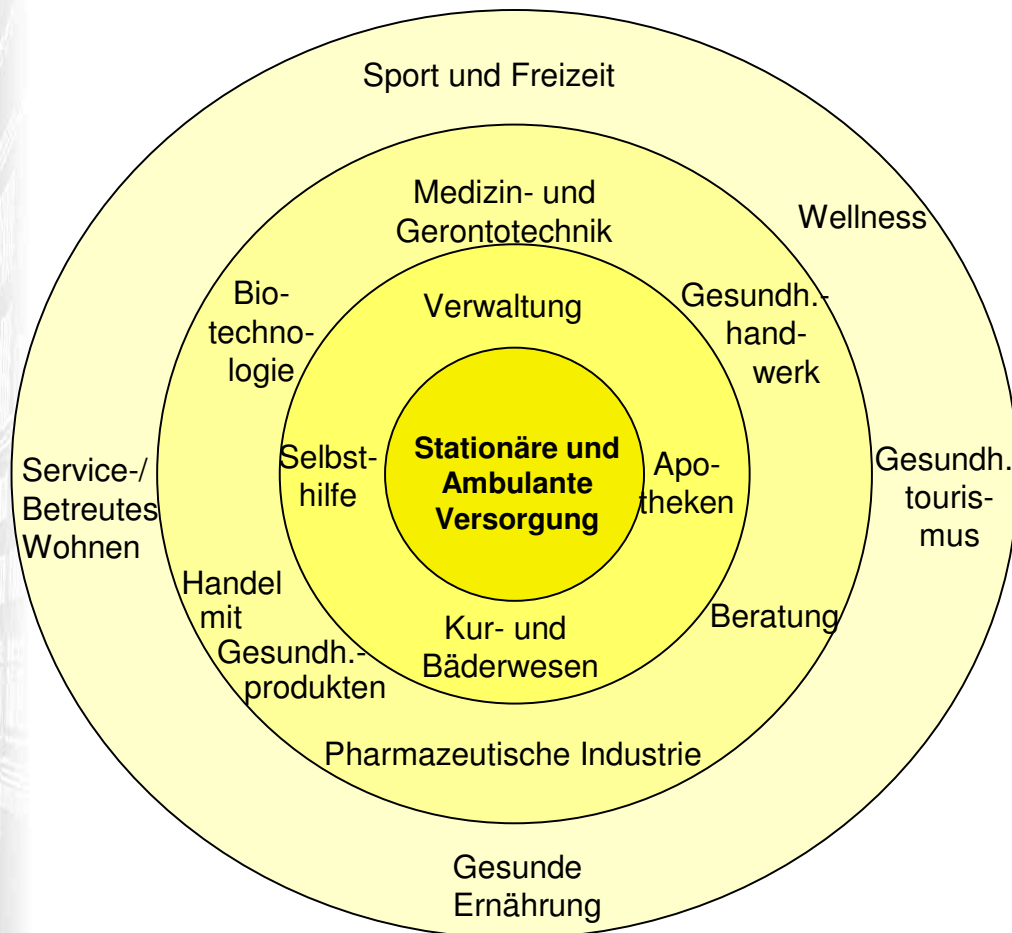 Sport und Freizeit
Medizin- und
Gerontotechnik
Wellness
Bio-
techno-
logie
Verwaltung
Gesundh.-
hand-
werk
Service-/
Betreutes
Wohnen
Selbst-
hilfe
Stationäre und
Ambulante
Versorgung
Apo-
theken
Gesundh.
touris-
mus
Handel
mit
Gesundh.-
produkten
Kur- und
Bäderwesen
Beratung
Pharmazeutische Industrie
Gesunde
Ernährung